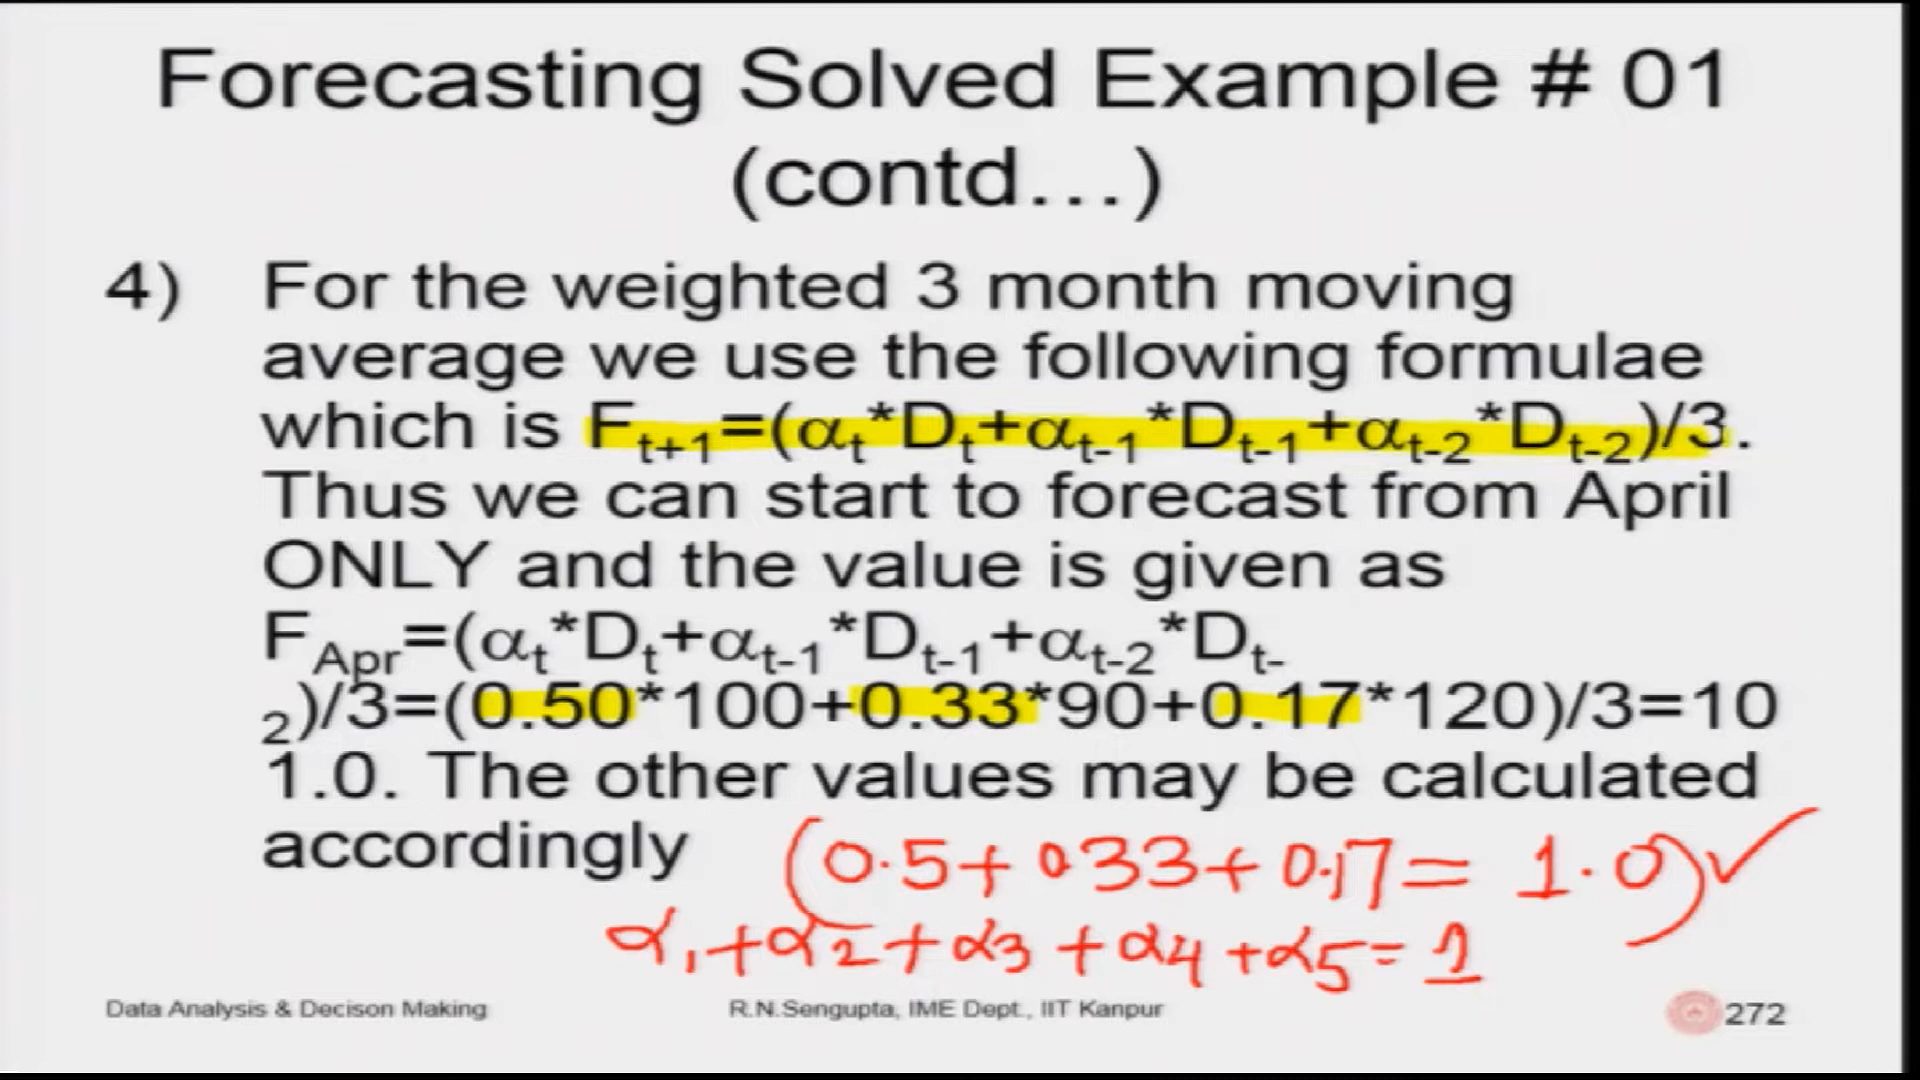 Forecasting Solved Example # 01
(contd...)
4) For the weighted 3 month moving
average we use the following formulae
which is Fₜ₊₁=(αₜ*Dₜ+αₜ₋₁*Dₜ₋₁+αₜ₋₂*Dₜ₋₂)/3.
Thus we can start to forecast from April
ONLY and the value is given as
F_Apr=(αₜ*Dₜ+αₜ₋₁*Dₜ₋₁+αₜ₋₂*Dₜ₋
₂)/3=(0.50*100+0.33*90+0.17*120)/3=10
1.0. The other values may be calculated
accordingly
(0.5+0.33+0.17= 1.0)✓
α₁+α₂+α₃+α₄+α₅=1
Data Analysis & Decison Making R.N.Sengupta, IME Dept., IIT Kanpur 272